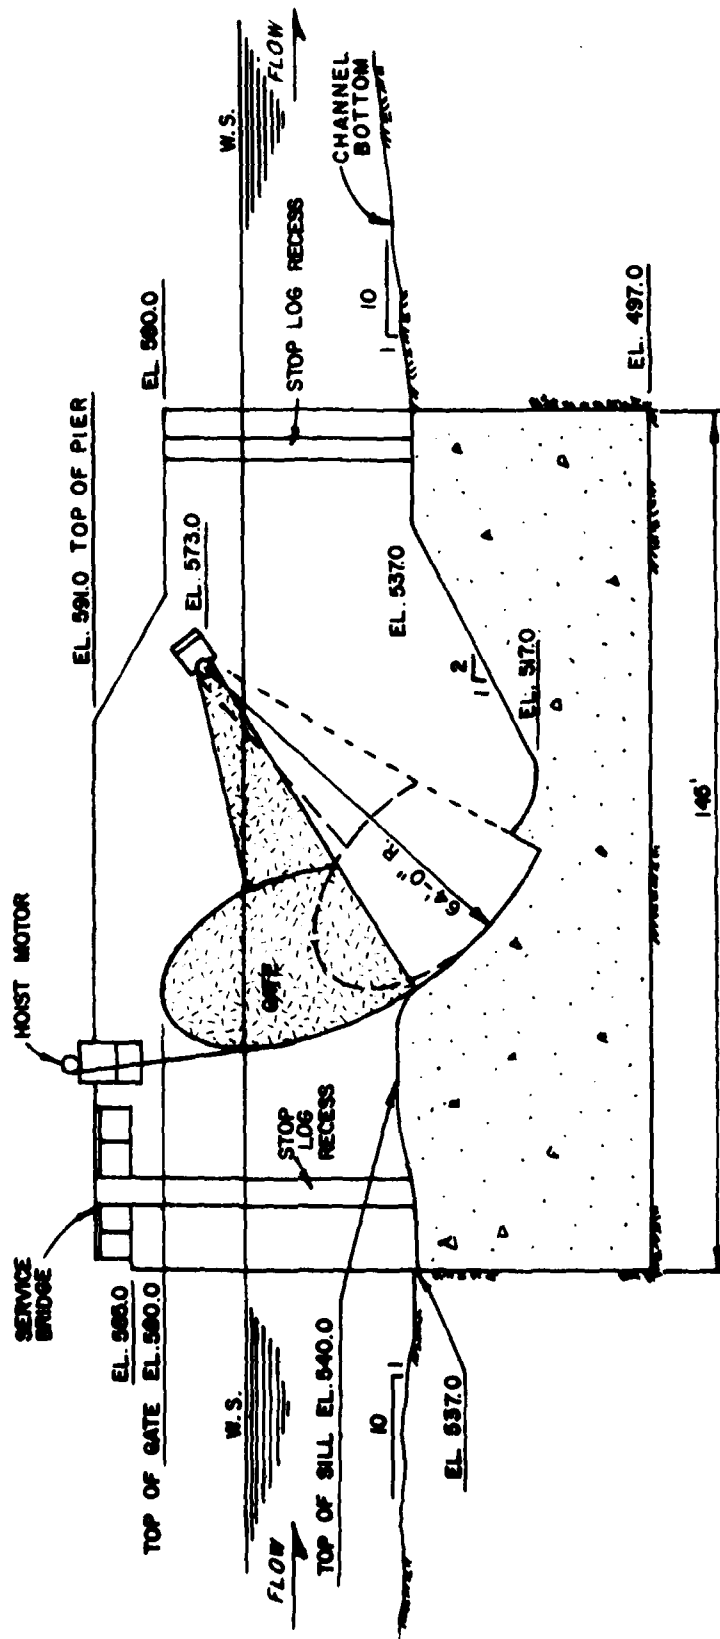 HOIST MOTOR
SERVICE
BRIDGE
EL. 591.0 TOP OF PIER
EL. 580.0
EL. 585.0
TOP OF GATE EL. 580.0
W.S.
FLOW
TOP OF SILL EL. 540.0
10
1
EL. 537.0
STOP
LOG
RECESS
GATE
64'-0" R.
EL. 573.0
EL. 537.0
1
2
EL. 517.0
STOP LOG RECESS
W.S.
FLOW
CHANNEL
BOTTOM
1
10
EL. 497.0
146'